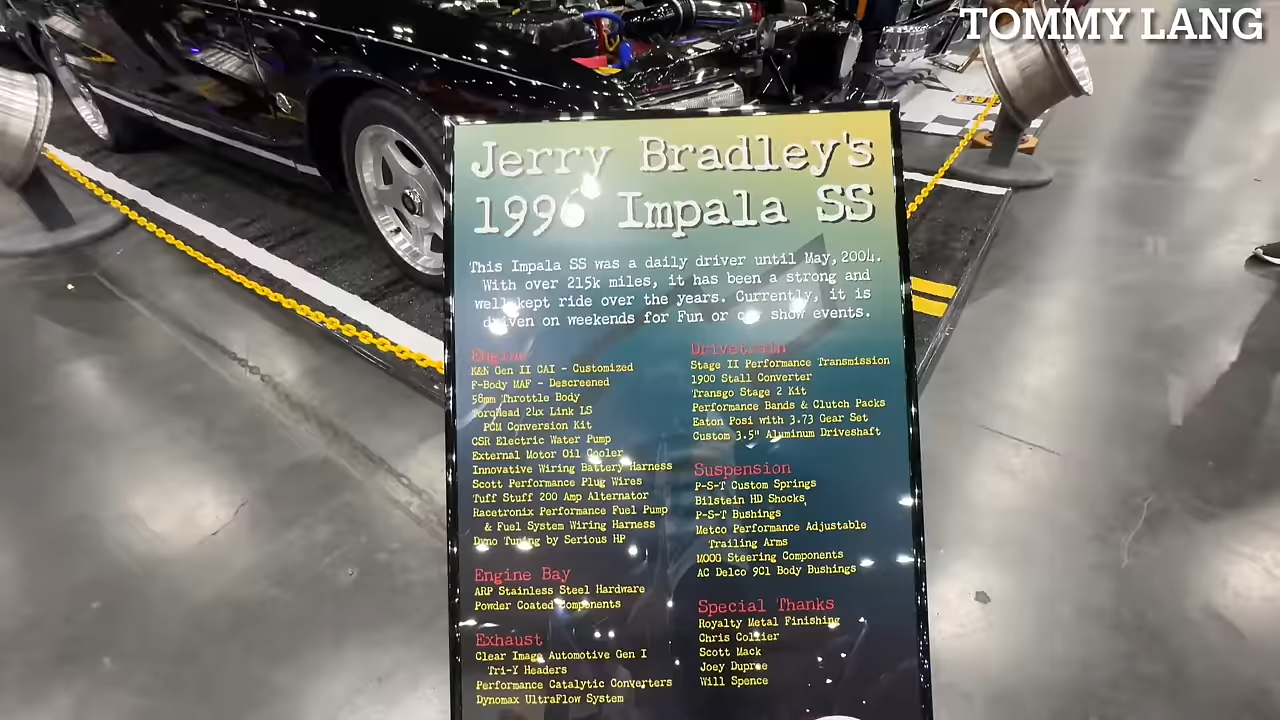 TOMMY LANG
Jerry Bradley's
1996 Impala SS
This Impala SS was a daily driver until May, 2004.
With over 215k miles, it has been a strong and
well kept ride over the years. Currently, it is
driven on weekends for Fun or car show events.
Engine
K&N Gen II CAI - Customized
F-Body MAF - Descreened
58mm Throttle Body
Torqhead 24x Link LS
PCM Conversion Kit
CSR Electric Water Pump
External Motor Oil Cooler
Innovative Wiring Battery Harness
Scott Performance Plug Wires
Tuff Stuff 200 Amp Alternator
Racetronix Performance Fuel Pump
& Fuel System Wiring Harness
Dyno Tuning by Serious HP
Engine Bay
ARP Stainless Steel Hardware
Powder Coated Components
Exhaust
Clear Image Automotive Gen I
Tri-Y Headers
Performance Catalytic Converters
Dynomax UltraFlow System
Drivetrain
Stage II Performance Transmission
1900 Stall Converter
Transgo Stage 2 Kit
Performance Bands & Clutch Packs
Eaton Posi with 3.73 Gear Set
Custom 3.5" Aluminum Driveshaft
Suspension
P-S-T Custom Springs
Bilstein HD Shocks
P-S-T Bushings
Metco Performance Adjustable
Trailing Arms
MOOG Steering Components
AC Delco 9C1 Body Bushings
Special Thanks
Royalty Metal Finishing
Chris Collier
Scott Mack
Joey Dupree
Will Spence